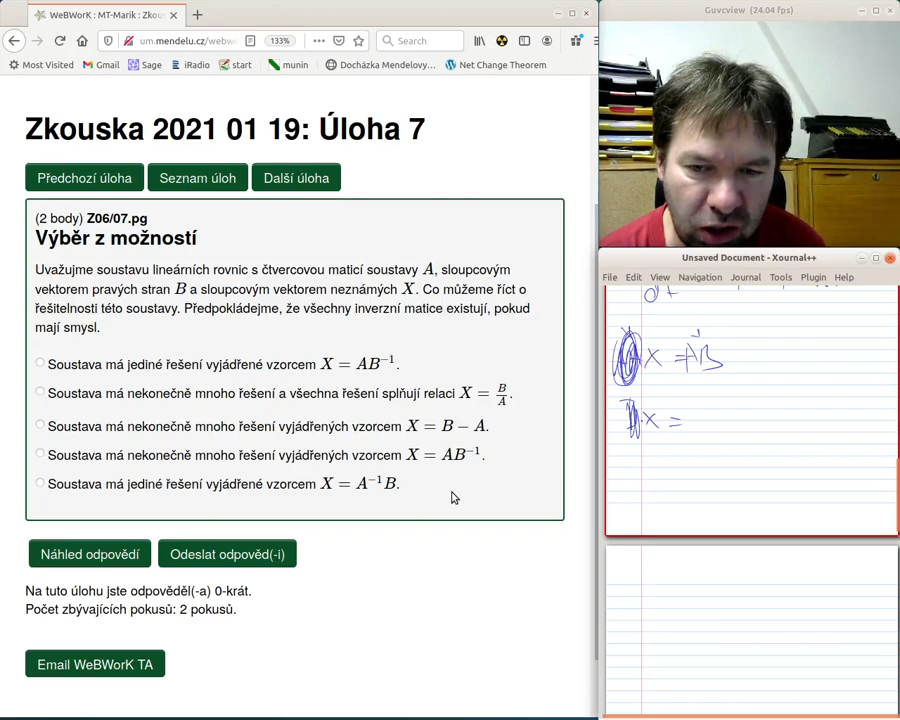 WeBWorK : MT-Marik : Zkous
Guvcview (24.04 fps)
um.mendelu.cz/webw
133%
Search
Most Visited Gmail Sage iRadio start munin Docházka Mendelovy... Net Change Theorem
Zkouska 2021 01 19: Úloha 7
Předchozí úloha Seznam úloh Další úloha
(2 body) Z06/07.pg
Výběr z možností
Uvažujme soustavu lineárních rovnic s čtvercovou maticí soustavy A, sloupcovým
vektorem pravých stran B a sloupcovým vektorem neznámých X. Co můžeme říct o
řešitelnosti této soustavy. Předpokládejme, že všechny inverzní matice existují, pokud
mají smysl.
Soustava má jediné řešení vyjádřené vzorcem X = AB⁻¹.
Soustava má nekonečně mnoho řešení a všechna řešení splňují relaci X = B/A.
Soustava má nekonečně mnoho řešení vyjádřených vzorcem X = B − A.
Soustava má nekonečně mnoho řešení vyjádřených vzorcem X = AB⁻¹.
Soustava má jediné řešení vyjádřené vzorcem X = A⁻¹B.
Náhled odpovědí Odeslat odpověd(-i)
Na tuto úlohu jste odpověděl(-a) 0-krát.
Počet zbývajících pokusů: 2 pokusů.
Email WeBWorK TA
Unsaved Document - Xournal++
File Edit View Navigation Journal Tools Plugin Help
X = AB
X =